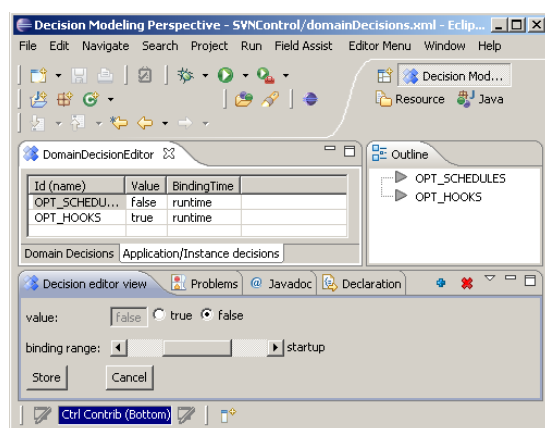 Decision Modeling Perspective - SVNControl/domainDecisions.xml - Eclip...
File Edit Navigate Search Project Run Field Assist Editor Menu Window Help
Decision Mod...
Resource Java
DomainDecisionEditor
Outline
Id (name) Value BindingTime
OPT_SCHEDU... false runtime
OPT_HOOKS true runtime
OPT_SCHEDULES
OPT_HOOKS
Domain Decisions Application/Instance decisions
Decision editor view Problems @ Javadoc Declaration
value: false true false
binding range: startup
Store Cancel
Ctrl Contrib (Bottom)